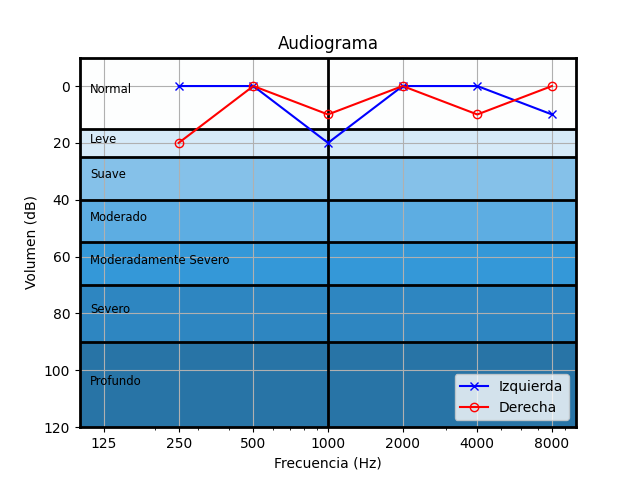 Audiograma
Volumen (dB)
0
20
40
60
80
100
120
Normal
Leve
Suave
Moderado
Moderadamente Severo
Severo
Profundo
Izquierda
Derecha
125 250 500 1000 2000 4000 8000
Frecuencia (Hz)